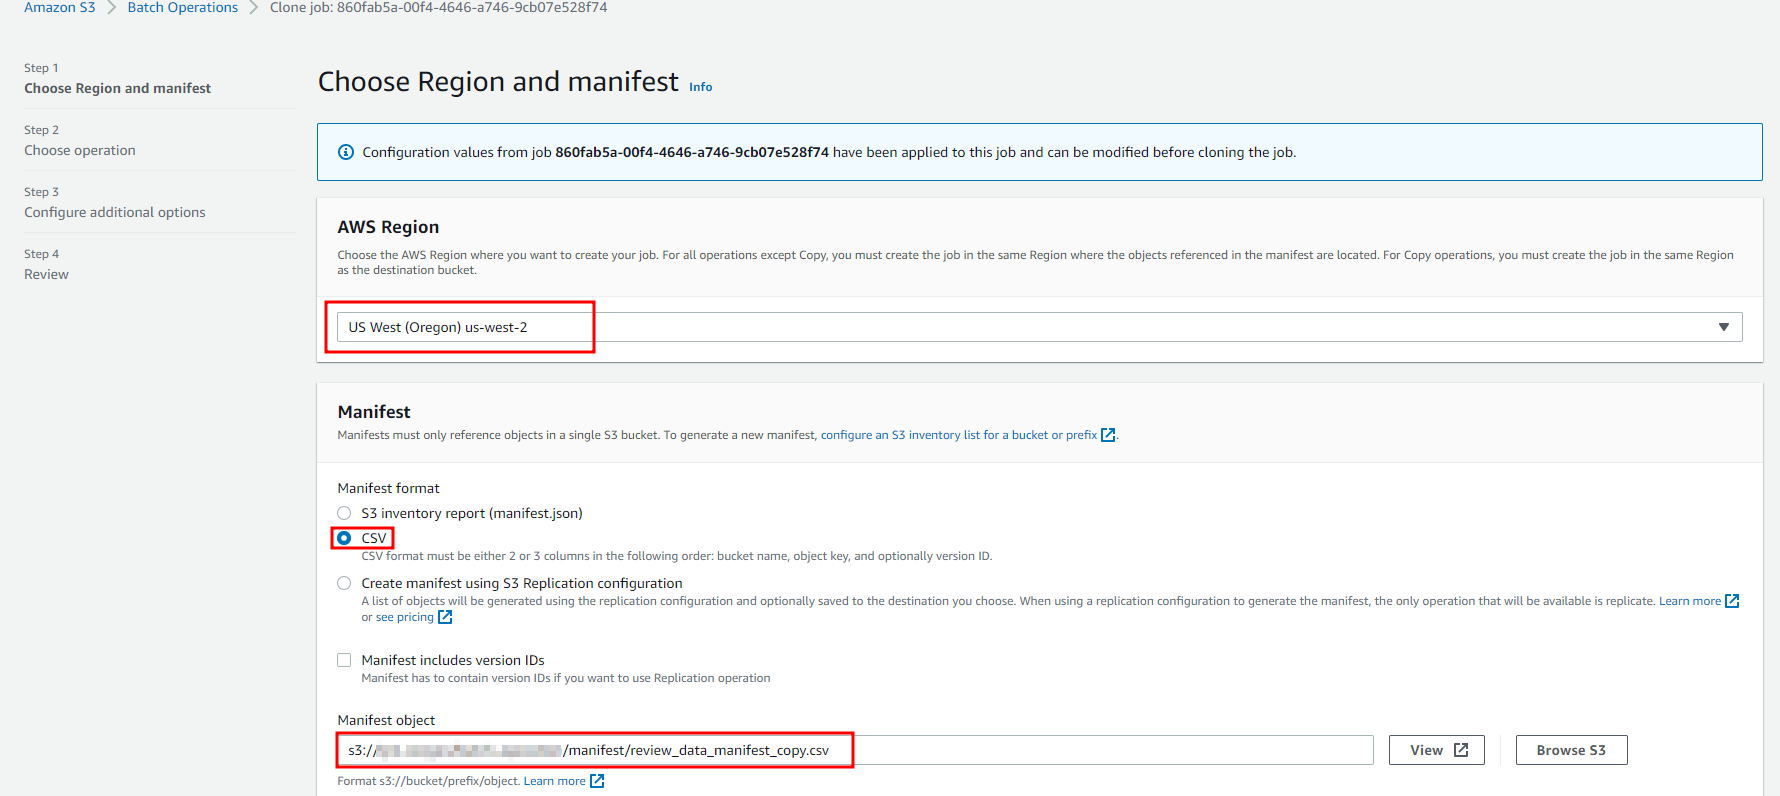 Amazon S3 > Batch Operations > Clone job: 860fab5a-00f4-4646-a746-9cb07e528f74
Step 1
Choose Region and manifest
Step 2
Choose operation
Step 3
Configure additional options
Step 4
Review
Choose Region and manifest Info
Configuration values from job 860fab5a-00f4-4646-a746-9cb07e528f74 have been applied to this job and can be modified before cloning the job.
AWS Region
Choose the AWS Region where you want to create your job. For all operations except Copy, you must create the job in the same Region where the objects referenced in the manifest are located. For Copy operations, you must create the job in the same Region
as the destination bucket.
US West (Oregon) us-west-2
Manifest
Manifests must only reference objects in a single S3 bucket. To generate a new manifest, configure an S3 inventory list for a bucket or prefix.
Manifest format
S3 inventory report (manifest.json)
CSV
CSV format must be either 2 or 3 columns in the following order: bucket name, object key, and optionally version ID.
Create manifest using S3 Replication configuration
A list of objects will be generated using the replication configuration and optionally saved to the destination you choose. When using a replication configuration to generate the manifest, the only operation that will be available is replicate. Learn more
or see pricing
Manifest includes version IDs
Manifest has to contain version IDs if you want to use Replication operation
Manifest object
s3:// /manifest/review_data_manifest_copy.csv
View
Browse S3
Format s3://bucket/prefix/object. Learn more